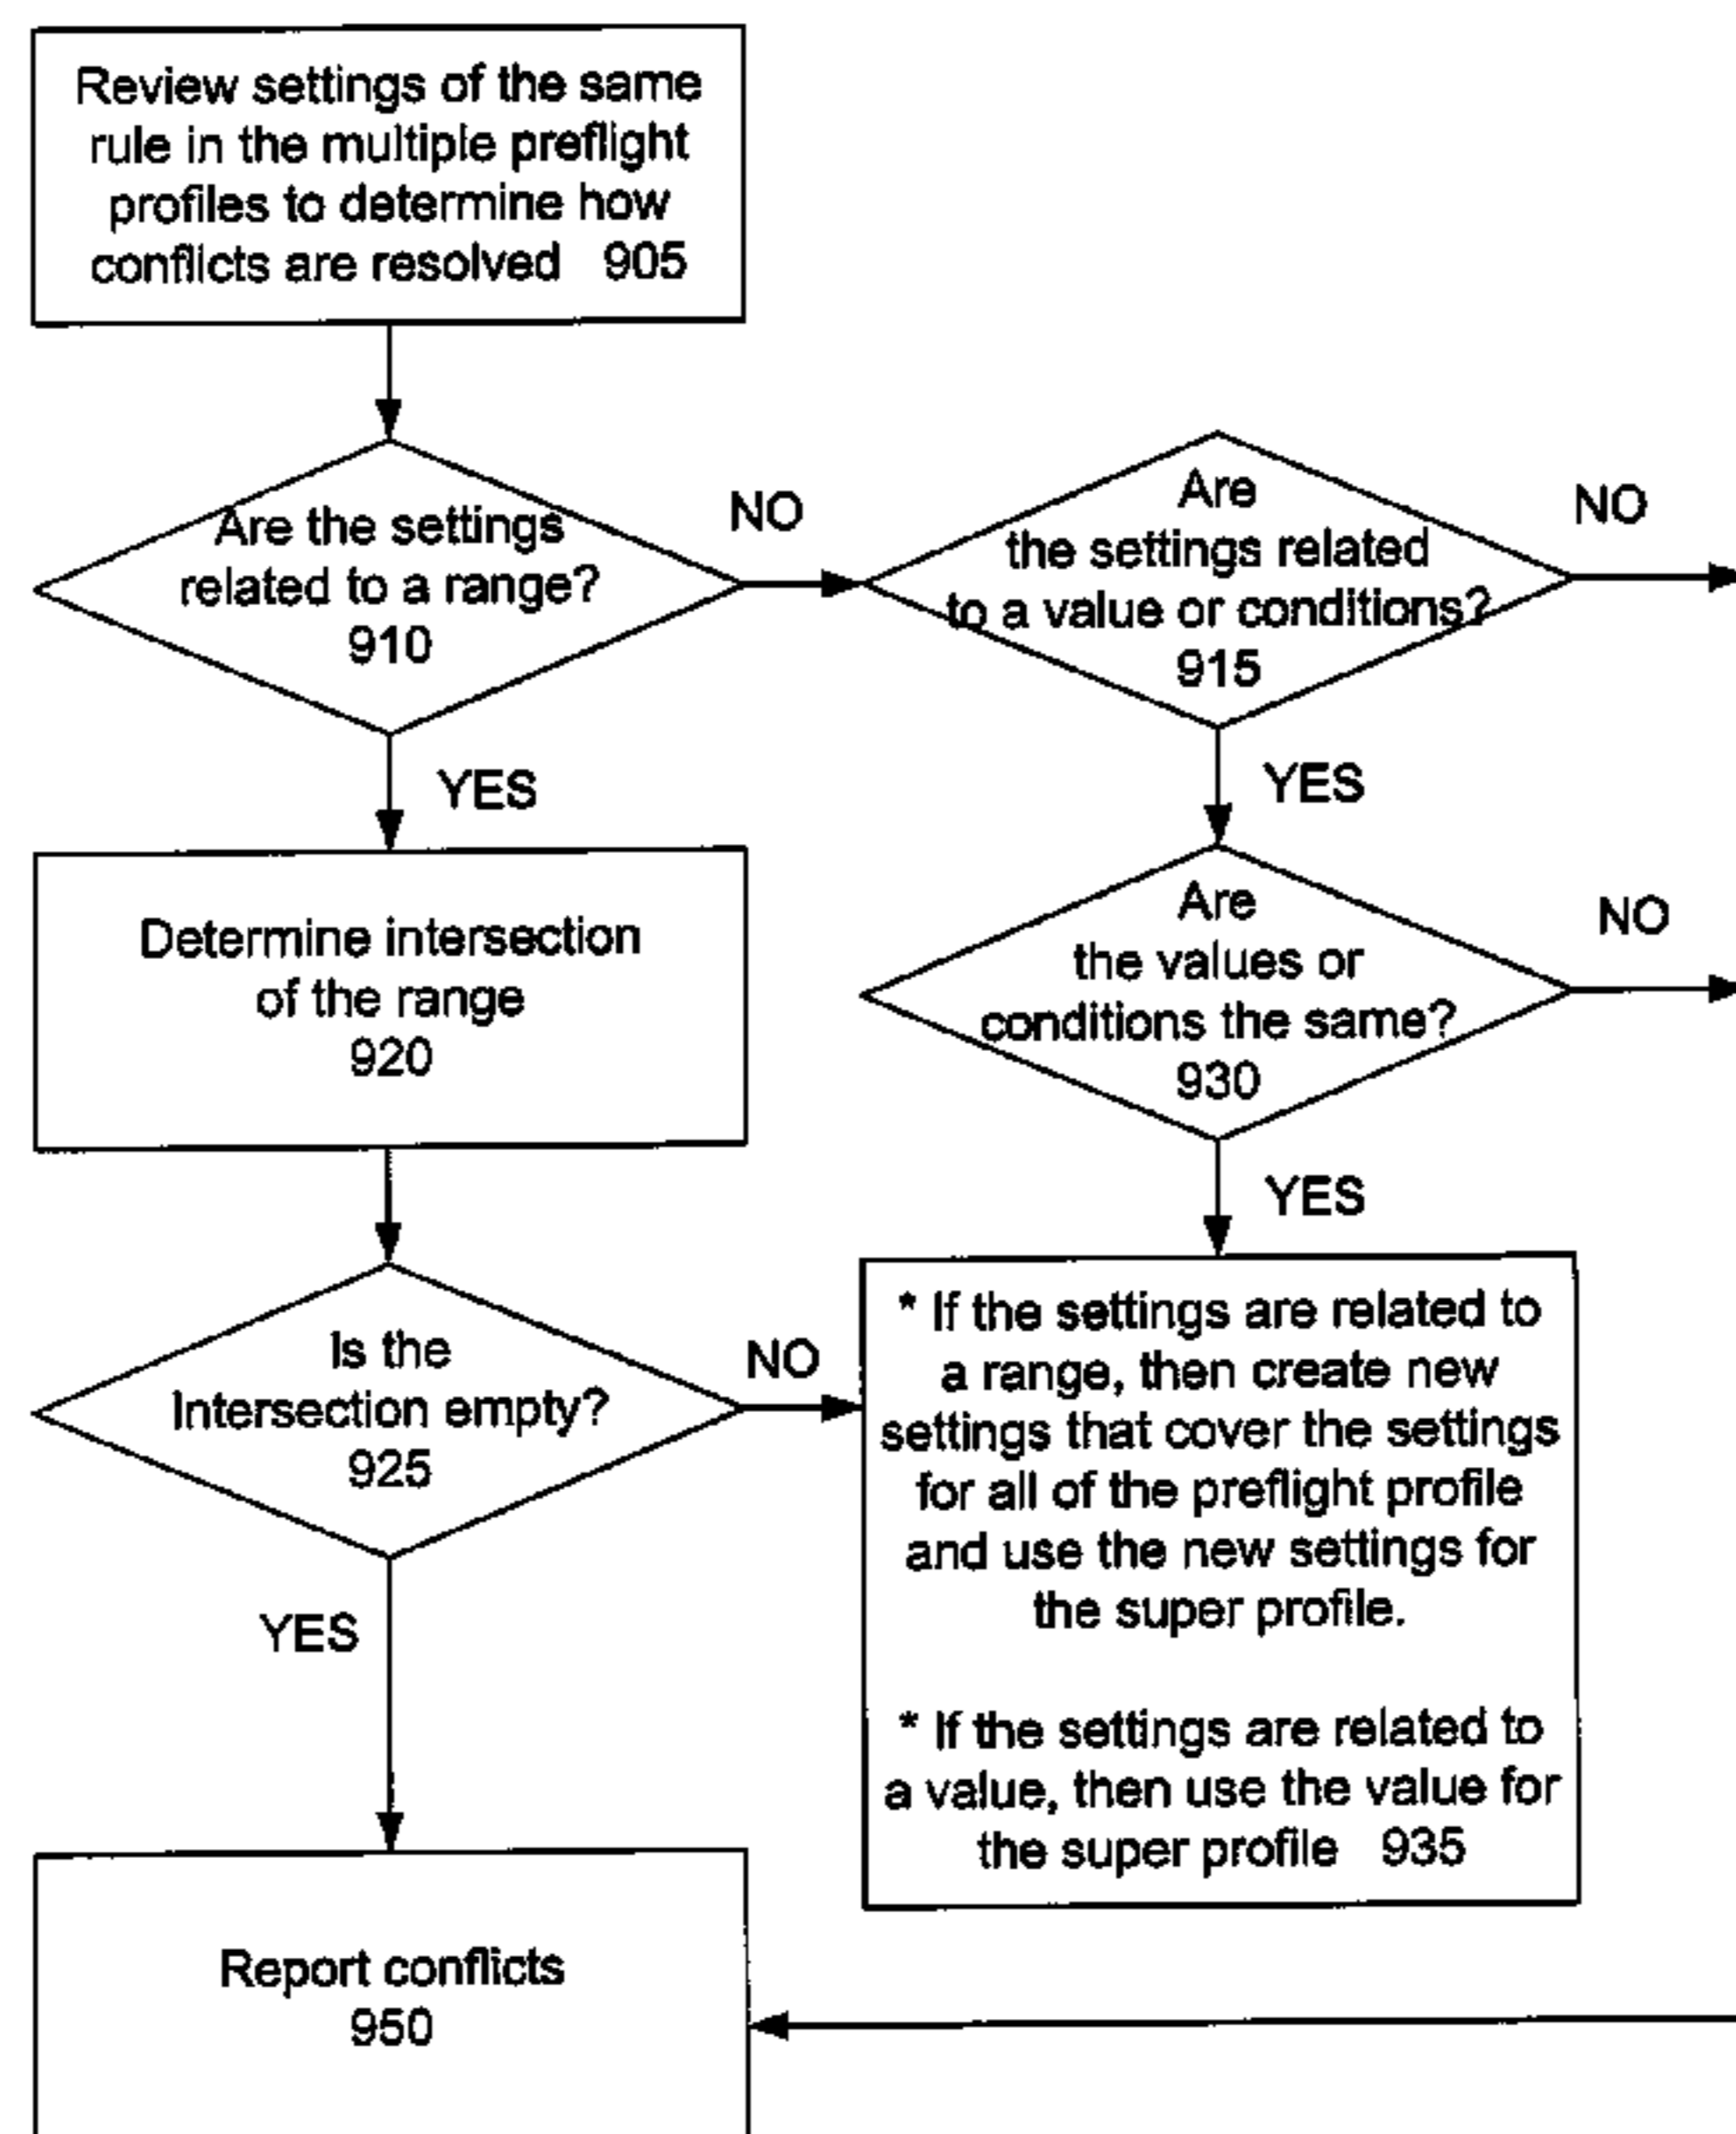 Review settings of the same
rule in the multiple preflight
profiles to determine how
conflicts are resolved 905
Are the settings
related to a range?
910
NO
Are
the settings related
to a value or conditions?
915
NO
YES
YES
Determine intersection
of the range
920
Are
the values or
conditions the same?
930
NO
YES
Is the
Intersection empty?
925
NO
YES
* If the settings are related to
a range, then create new
settings that cover the settings
for all of the preflight profile
and use the new settings for
the super profile.
* If the settings are related to
a value, then use the value for
the super profile 935
Report conflicts
950